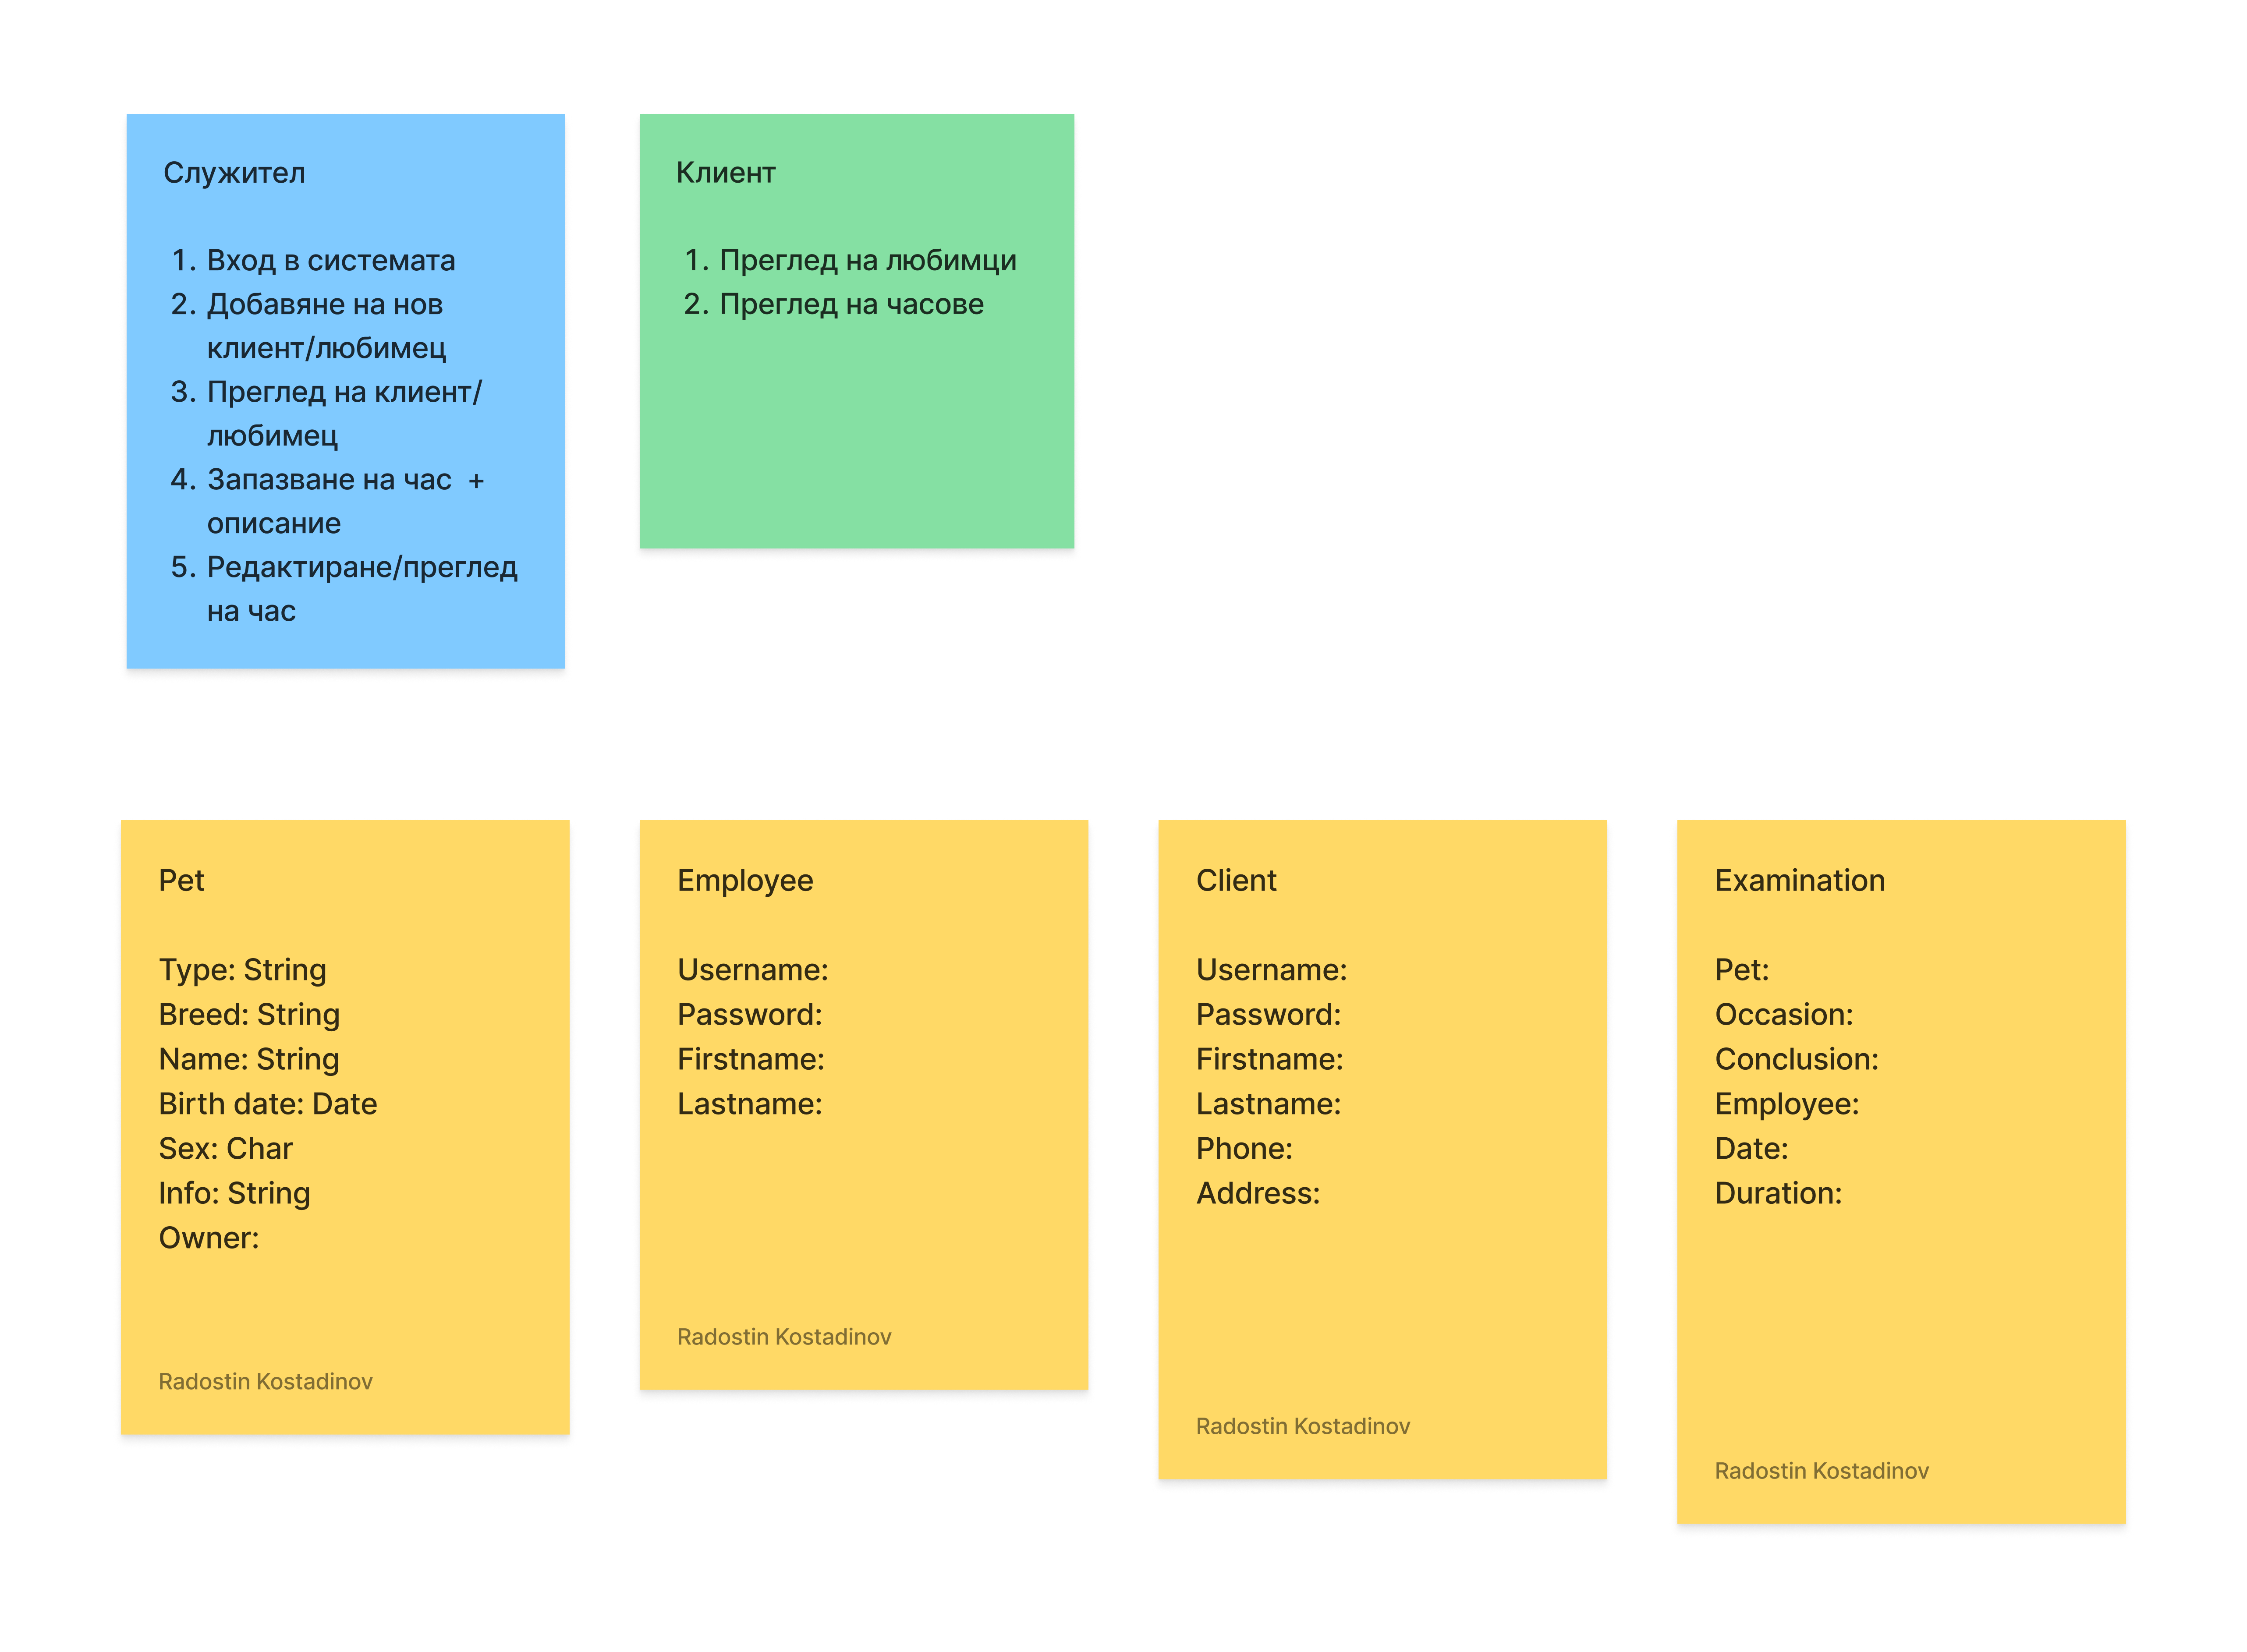 Служител
1. Вход в системата
2. Добавяне на нов
клиент/любимец
3. Преглед на клиент/
любимец
4. Запазване на час  +
описание
5. Редактиране/преглед
на час
Клиент
1. Преглед на любимци
2. Преглед на часове
Pet
Type: String
Breed: String
Name: String
Birth date: Date
Sex: Char
Info: String
Owner:
Radostin Kostadinov
Employee
Username:
Password:
Firstname:
Lastname:
Radostin Kostadinov
Client
Username:
Password:
Firstname:
Lastname:
Phone:
Address:
Radostin Kostadinov
Examination
Pet:
Occasion:
Conclusion:
Employee:
Date:
Duration:
Radostin Kostadinov